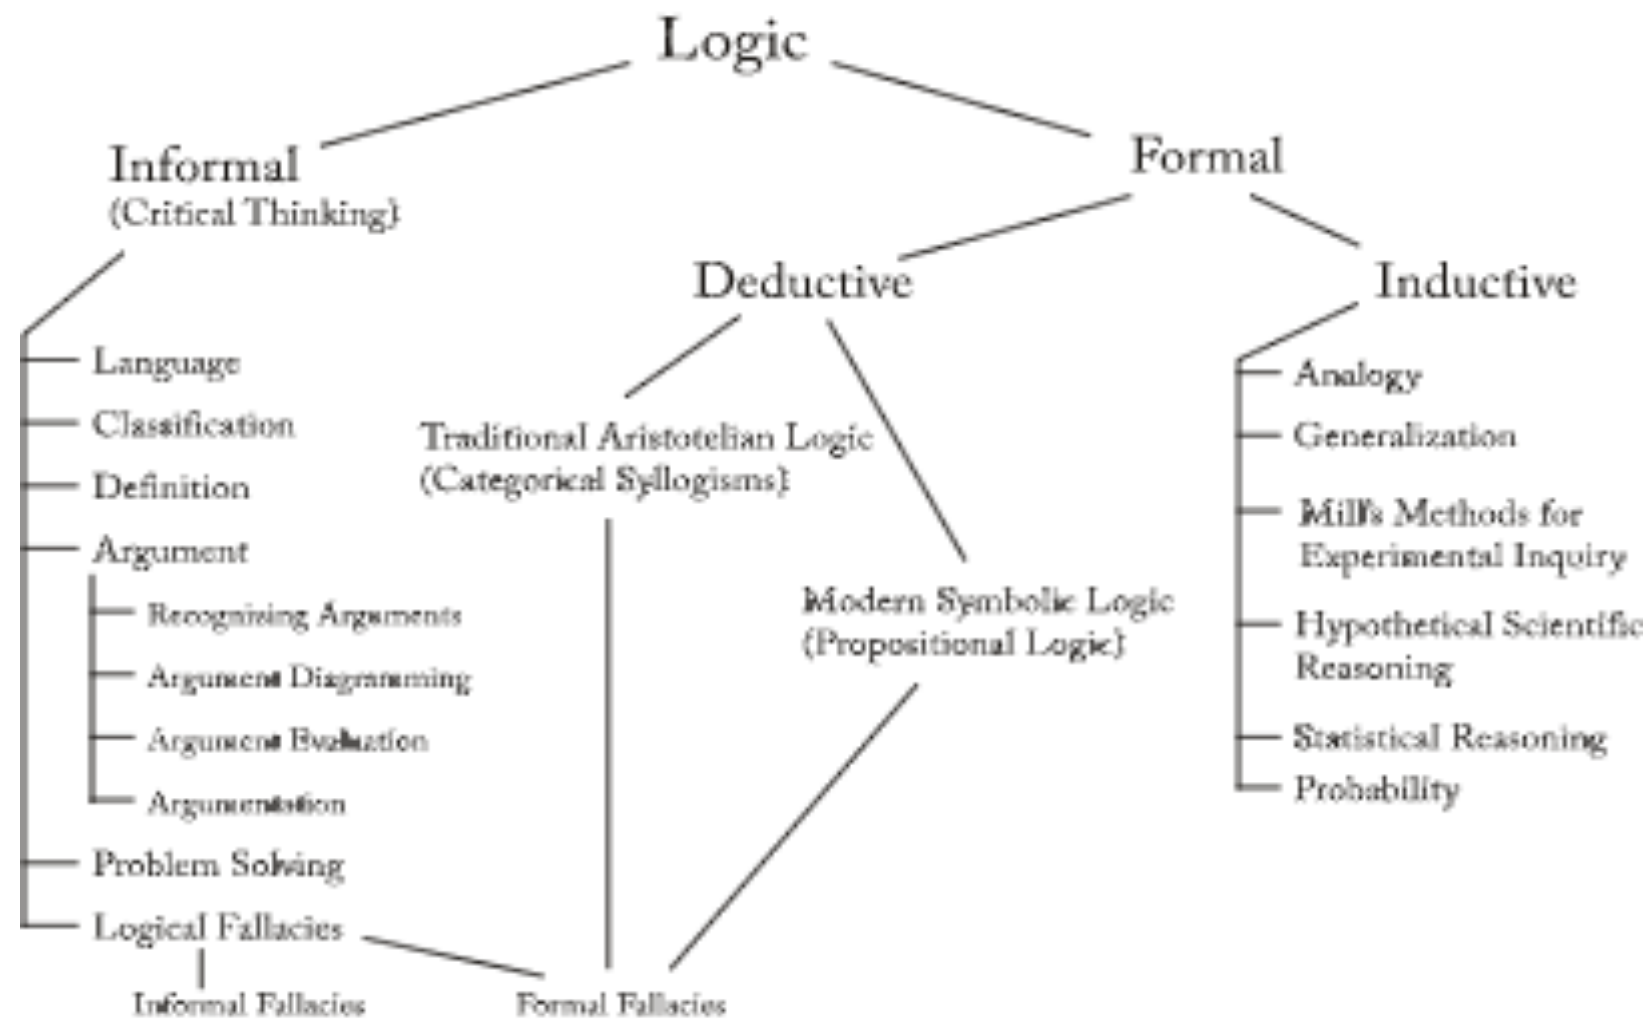 Logic
Informal
(Critical Thinking)
Language
Classification
Definition
Argument
Recognizing Arguments
Argument Diagramming
Argument Evaluation
Argumentation
Problem Solving
Logical Fallacies
Informal Fallacies
Formal Fallacies
Formal
Deductive
Traditional Aristotelian Logic
(Categorical Syllogisms)
Modern Symbolic Logic
(Propositional Logic)
Inductive
Analogy
Generalization
Mill's Methods for
Experimental Inquiry
Hypothetical Scientific
Reasoning
Statistical Reasoning
Probability